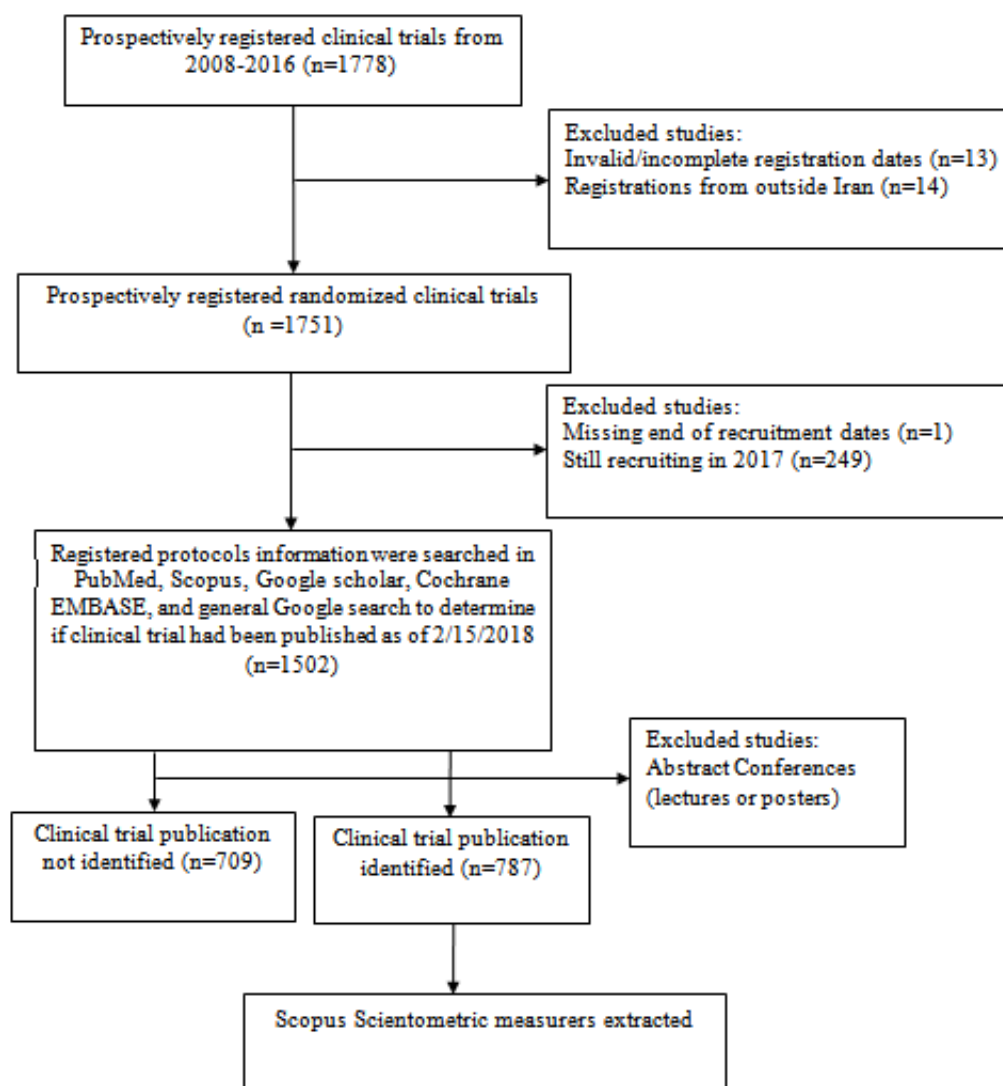 Prospectively registered clinical trials from
2008-2016 (n=1778)
Excluded studies:
Invalid/incomplete registration dates (n=13)
Registrations from outside Iran (n=14)
Prospectively registered randomized clinical trials
(n =1751)
Excluded studies:
Missing end of recruitment dates (n=1)
Still recruiting in 2017 (n=249)
Registered protocols information were searched in
PubMed, Scopus, Google scholar, Cochrane
EMBASE, and general Google search to determine
if clinical trial had been published as of 2/15/2018
(n=1502)
Excluded studies:
Abstract Conferences
(lectures or posters)
Clinical trial publication
not identified (n=709)
Clinical trial publication
identified (n=787)
Scopus Scientometric measurers extracted